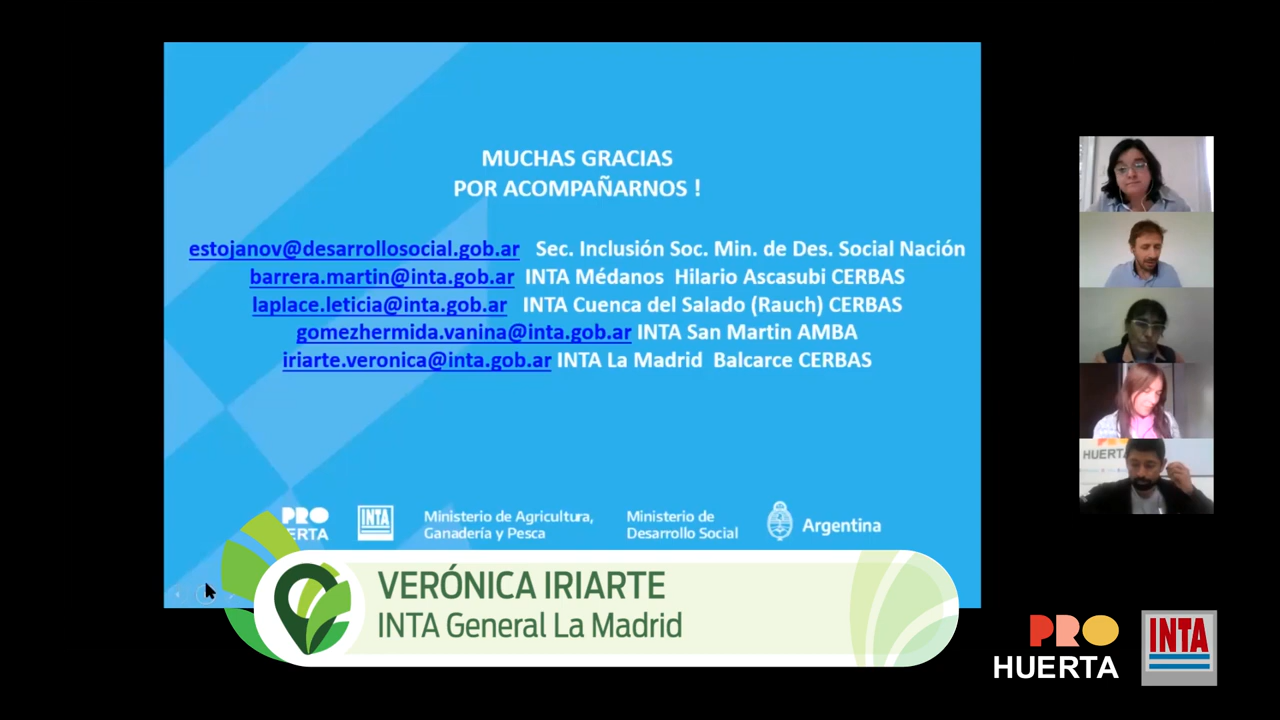 MUCHAS GRACIAS
POR ACOMPAÑARNOS !
estojanov@desarrollosocial.gob.ar Sec. Inclusión Soc. Min. de Des. Social Nación
barrera.martin@inta.gob.ar INTA Médanos Hilario Ascasubi CERBAS
laplace.leticia@inta.gob.ar INTA Cuenca del Salado (Rauch) CERBAS
gomezhermida.vanina@inta.gob.ar INTA San Martin AMBA
iriarte.veronica@inta.gob.ar INTA La Madrid Balcarce CERBAS
HUERTA
PRO
ERTA
INTA
Ministerio de Agricultura,
Ganadería y Pesca
Ministerio de
Desarrollo Social
Argentina
VERÓNICA IRIARTE
INTA General La Madrid
PRO
HUERTA
INTA